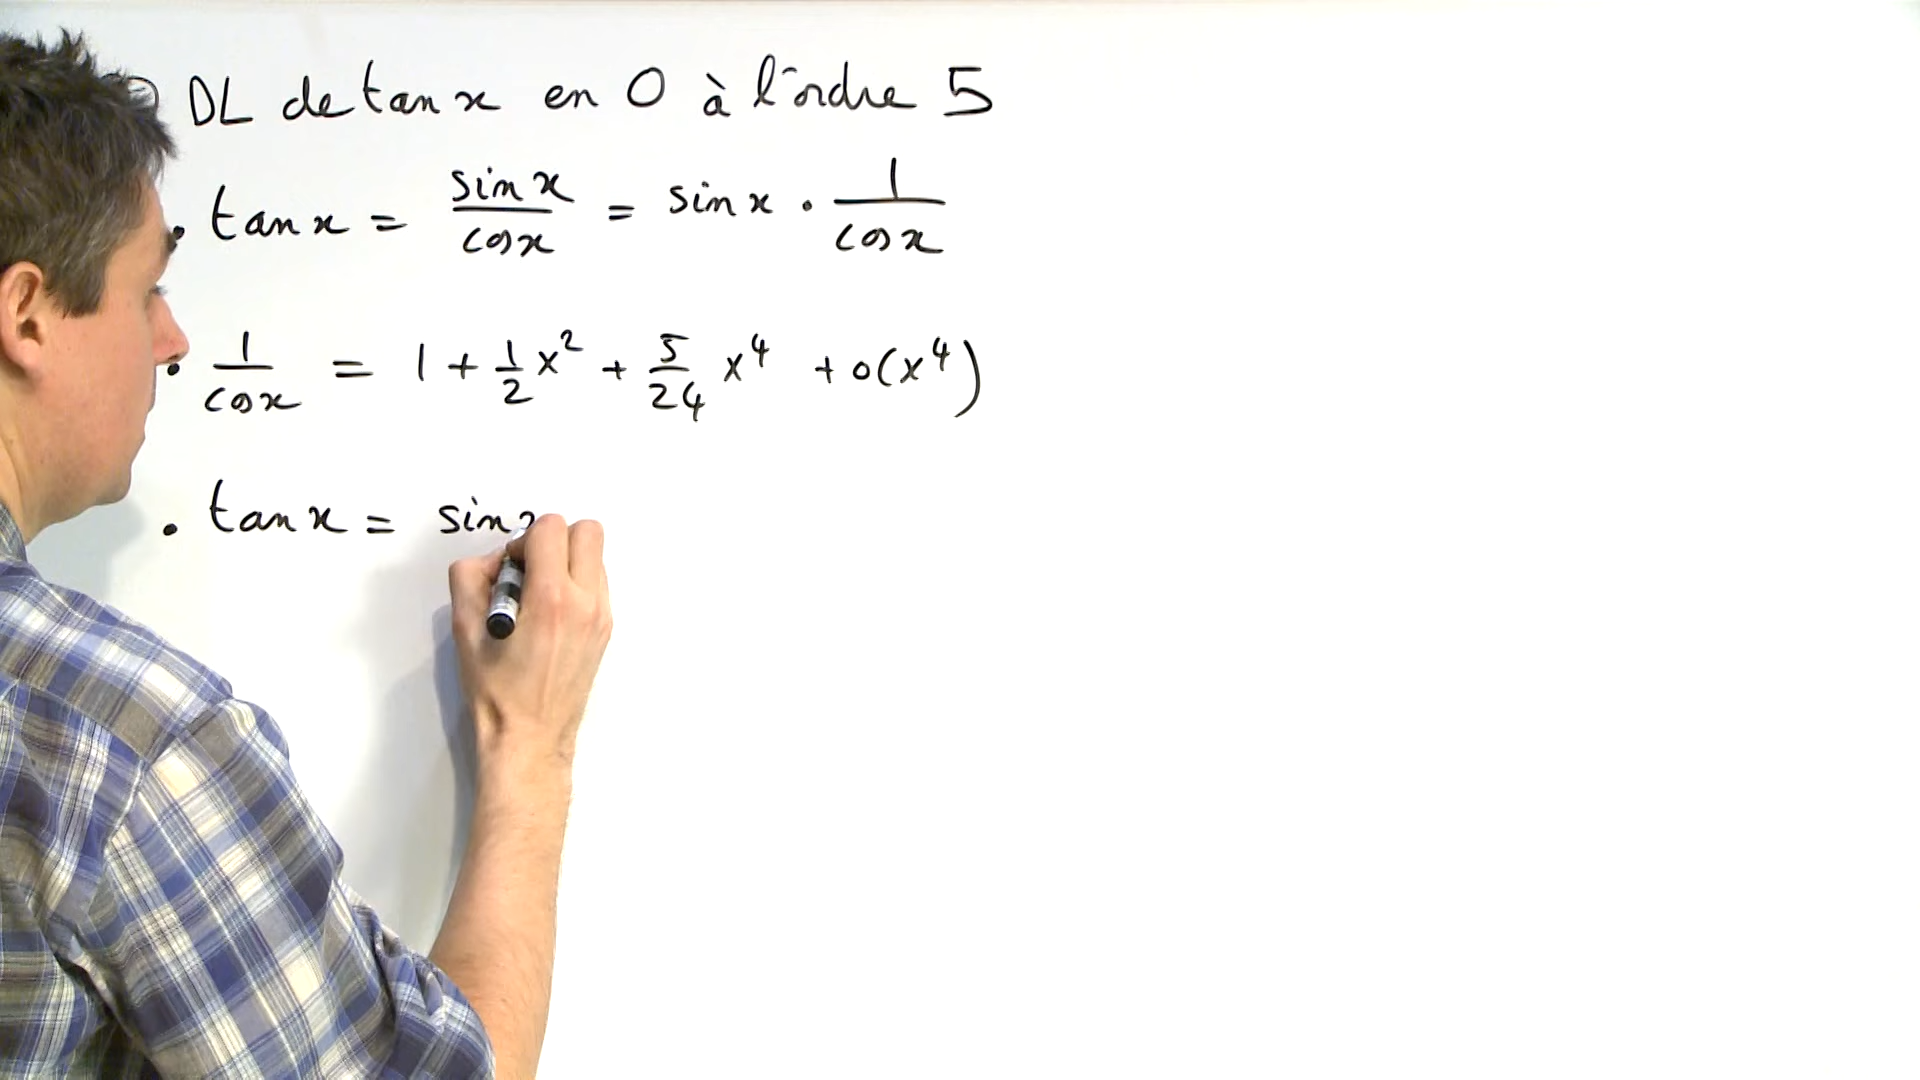 DL de tan x en 0 à l'ordre 5
• tan x = sin x / cos x = sin x · 1 / cos x
• 1 / cos x = 1 + 1/2 x² + 5/24 x⁴ + o(x⁴)
• tan x = sin x